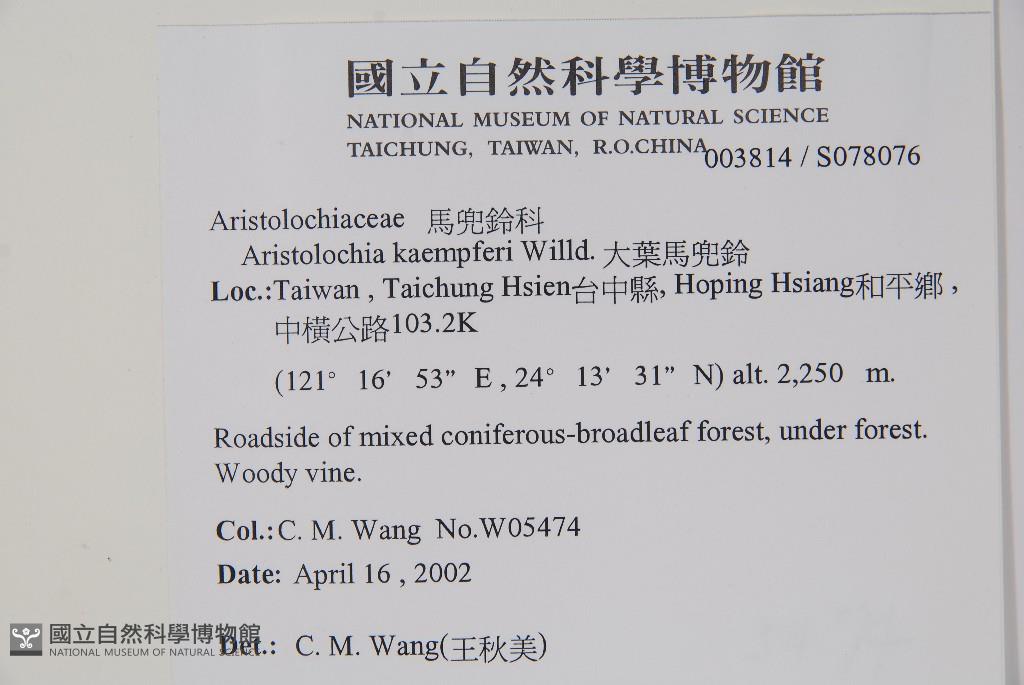 國立自然科學博物館
NATIONAL MUSEUM OF NATURAL SCIENCE
TAICHUNG, TAIWAN, R.O.CHINA
003814 / S078076
Aristolochiaceae 馬兜鈴科
Aristolochia kaempferi Willd. 大葉馬兜鈴
Loc.:Taiwan , Taichung Hsien台中縣, Hoping Hsiang和平鄉 ,
中橫公路103.2K
(121° 16’ 53” E , 24° 13’ 31” N) alt. 2,250 m.
Roadside of mixed coniferous-broadleaf forest, under forest.
Woody vine.
Col.: C. M. Wang No.W05474
Date: April 16 , 2002
Det.: C. M. Wang(王秋美)
國立自然科學博物館
NATIONAL MUSEUM OF NATURAL SCIENCE